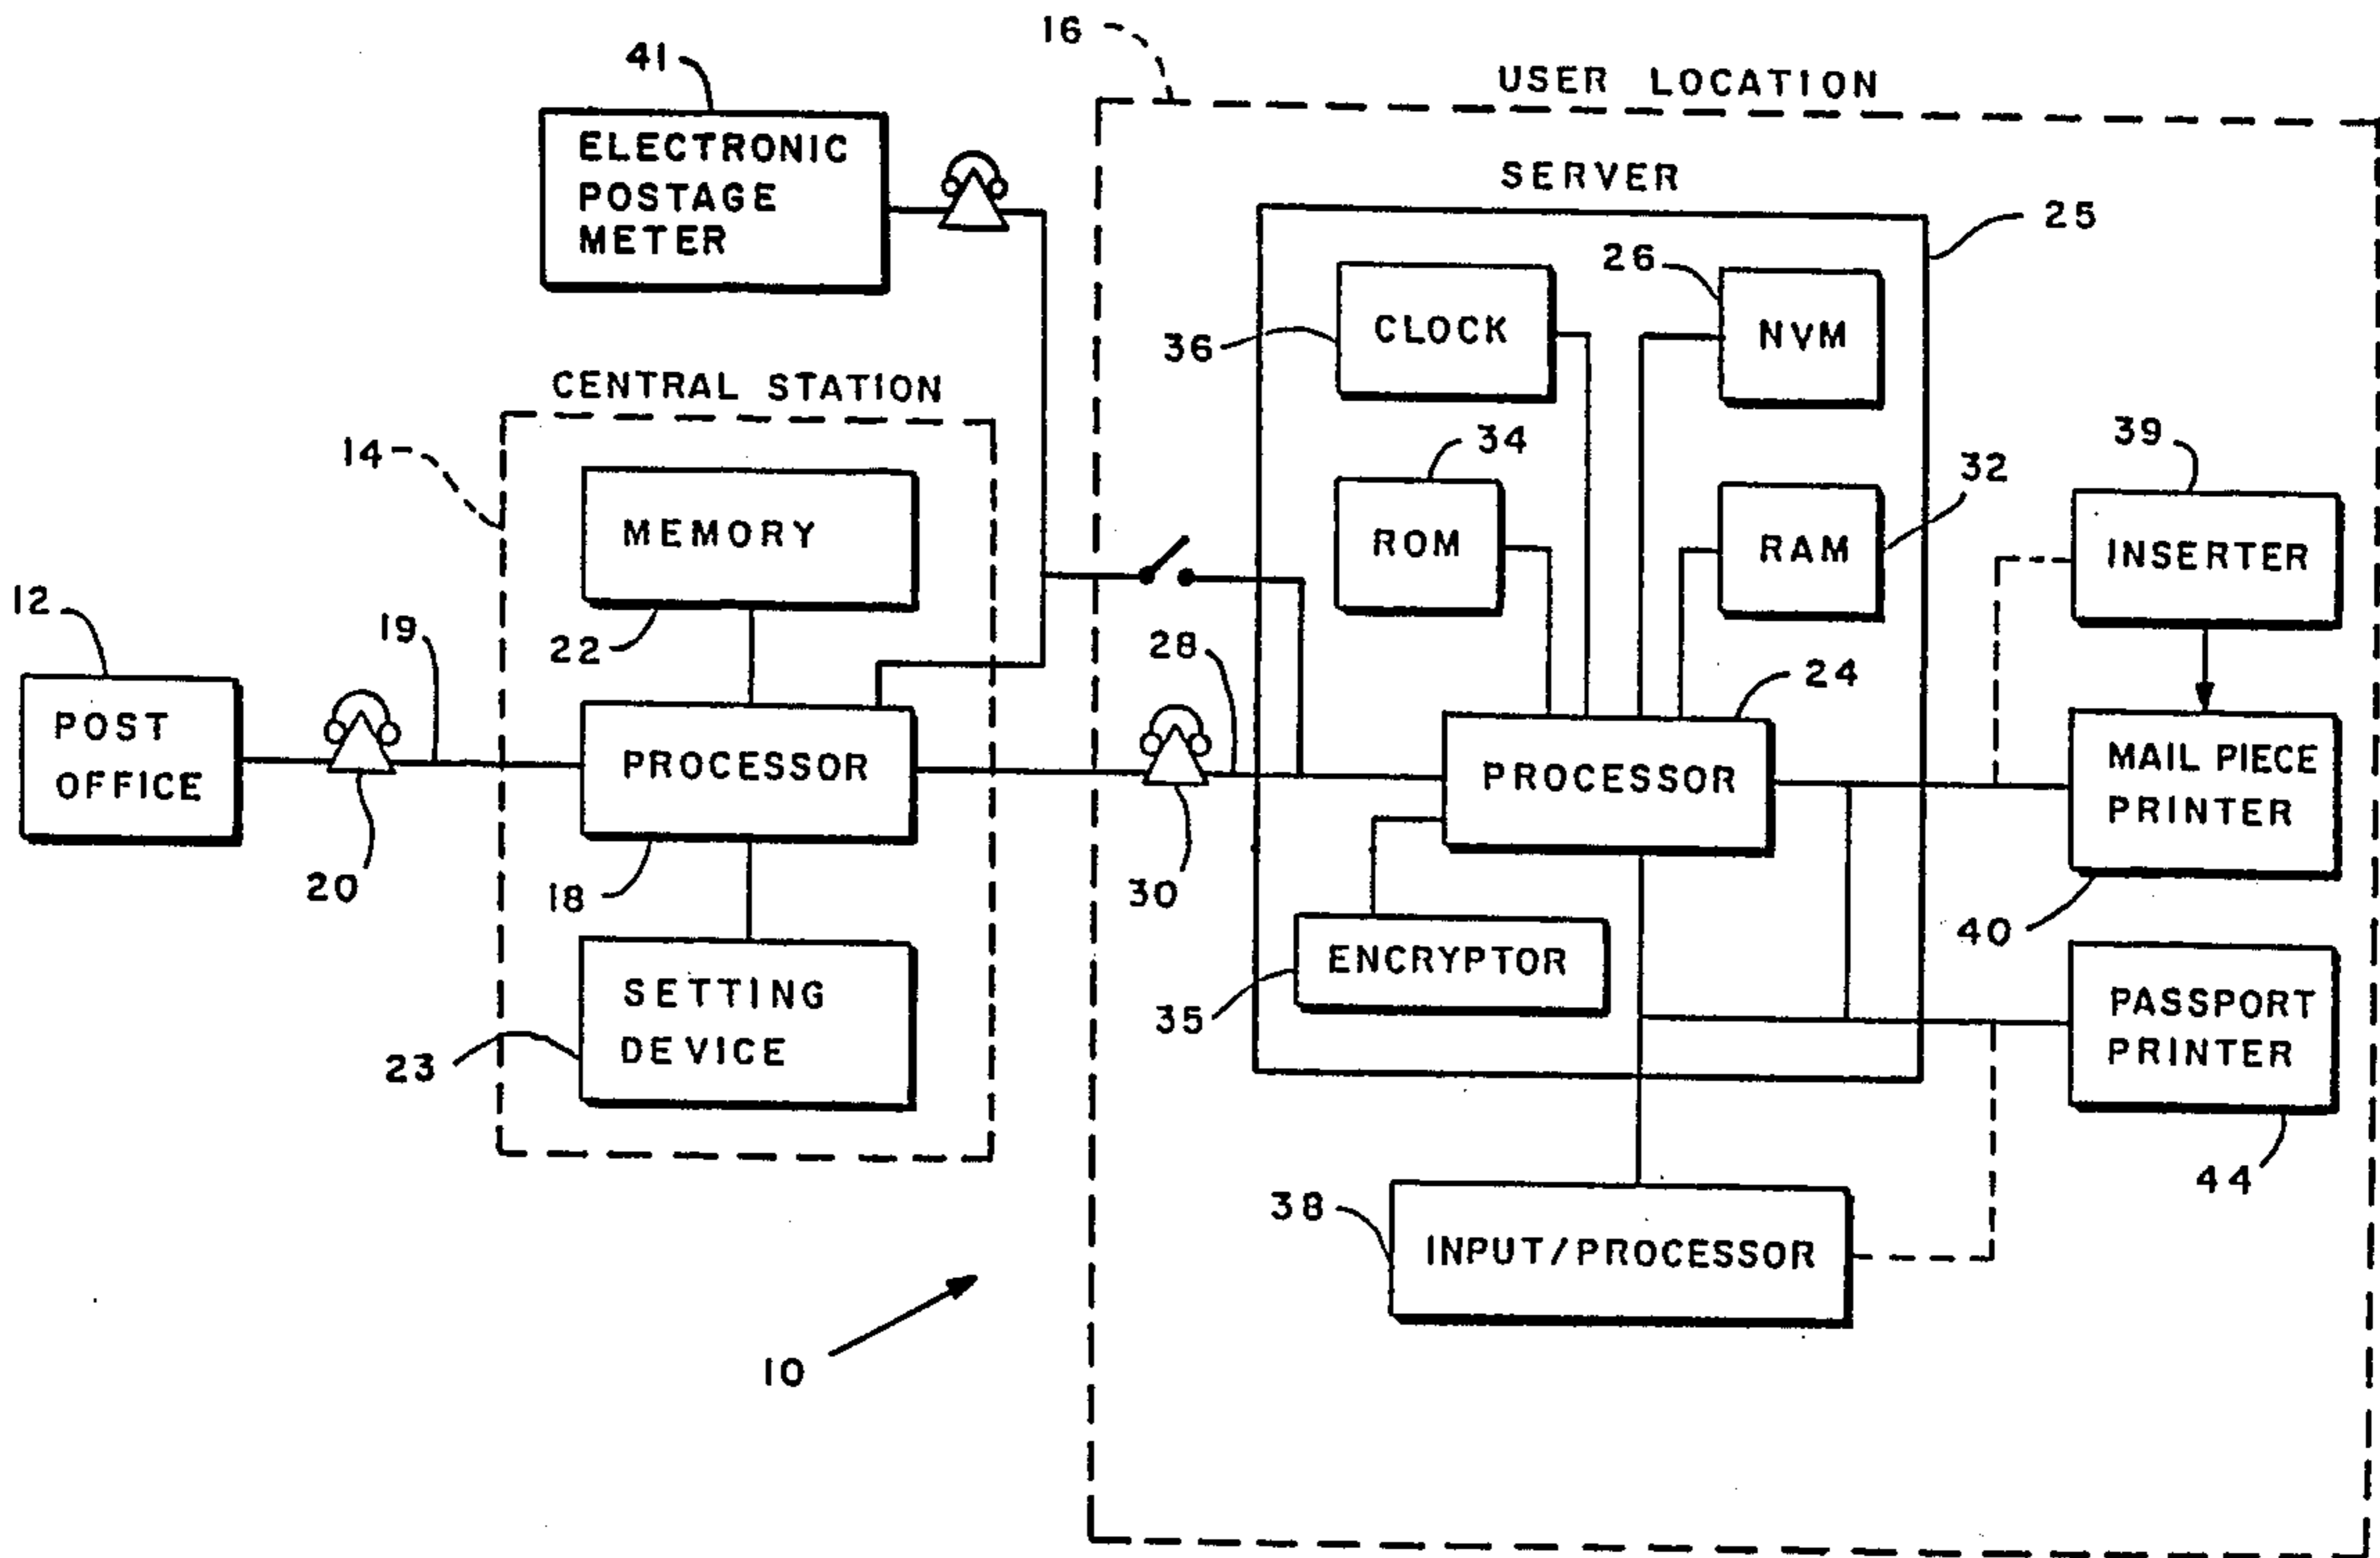 16
USER LOCATION
41
ELECTRONIC
POSTAGE
METER
SERVER
25
26
CLOCK
NVM
36
CENTRAL STATION
14
34
39
32
MEMORY
ROM
RAM
INSERTER
12
19
22
28
24
POST
OFFICE
PROCESSOR
PROCESSOR
MAIL PIECE
PRINTER
20
18
30
40
ENCRYPTOR
35
SETTING
DEVICE
23
PASSPORT
PRINTER
44
38
INPUT/PROCESSOR
10